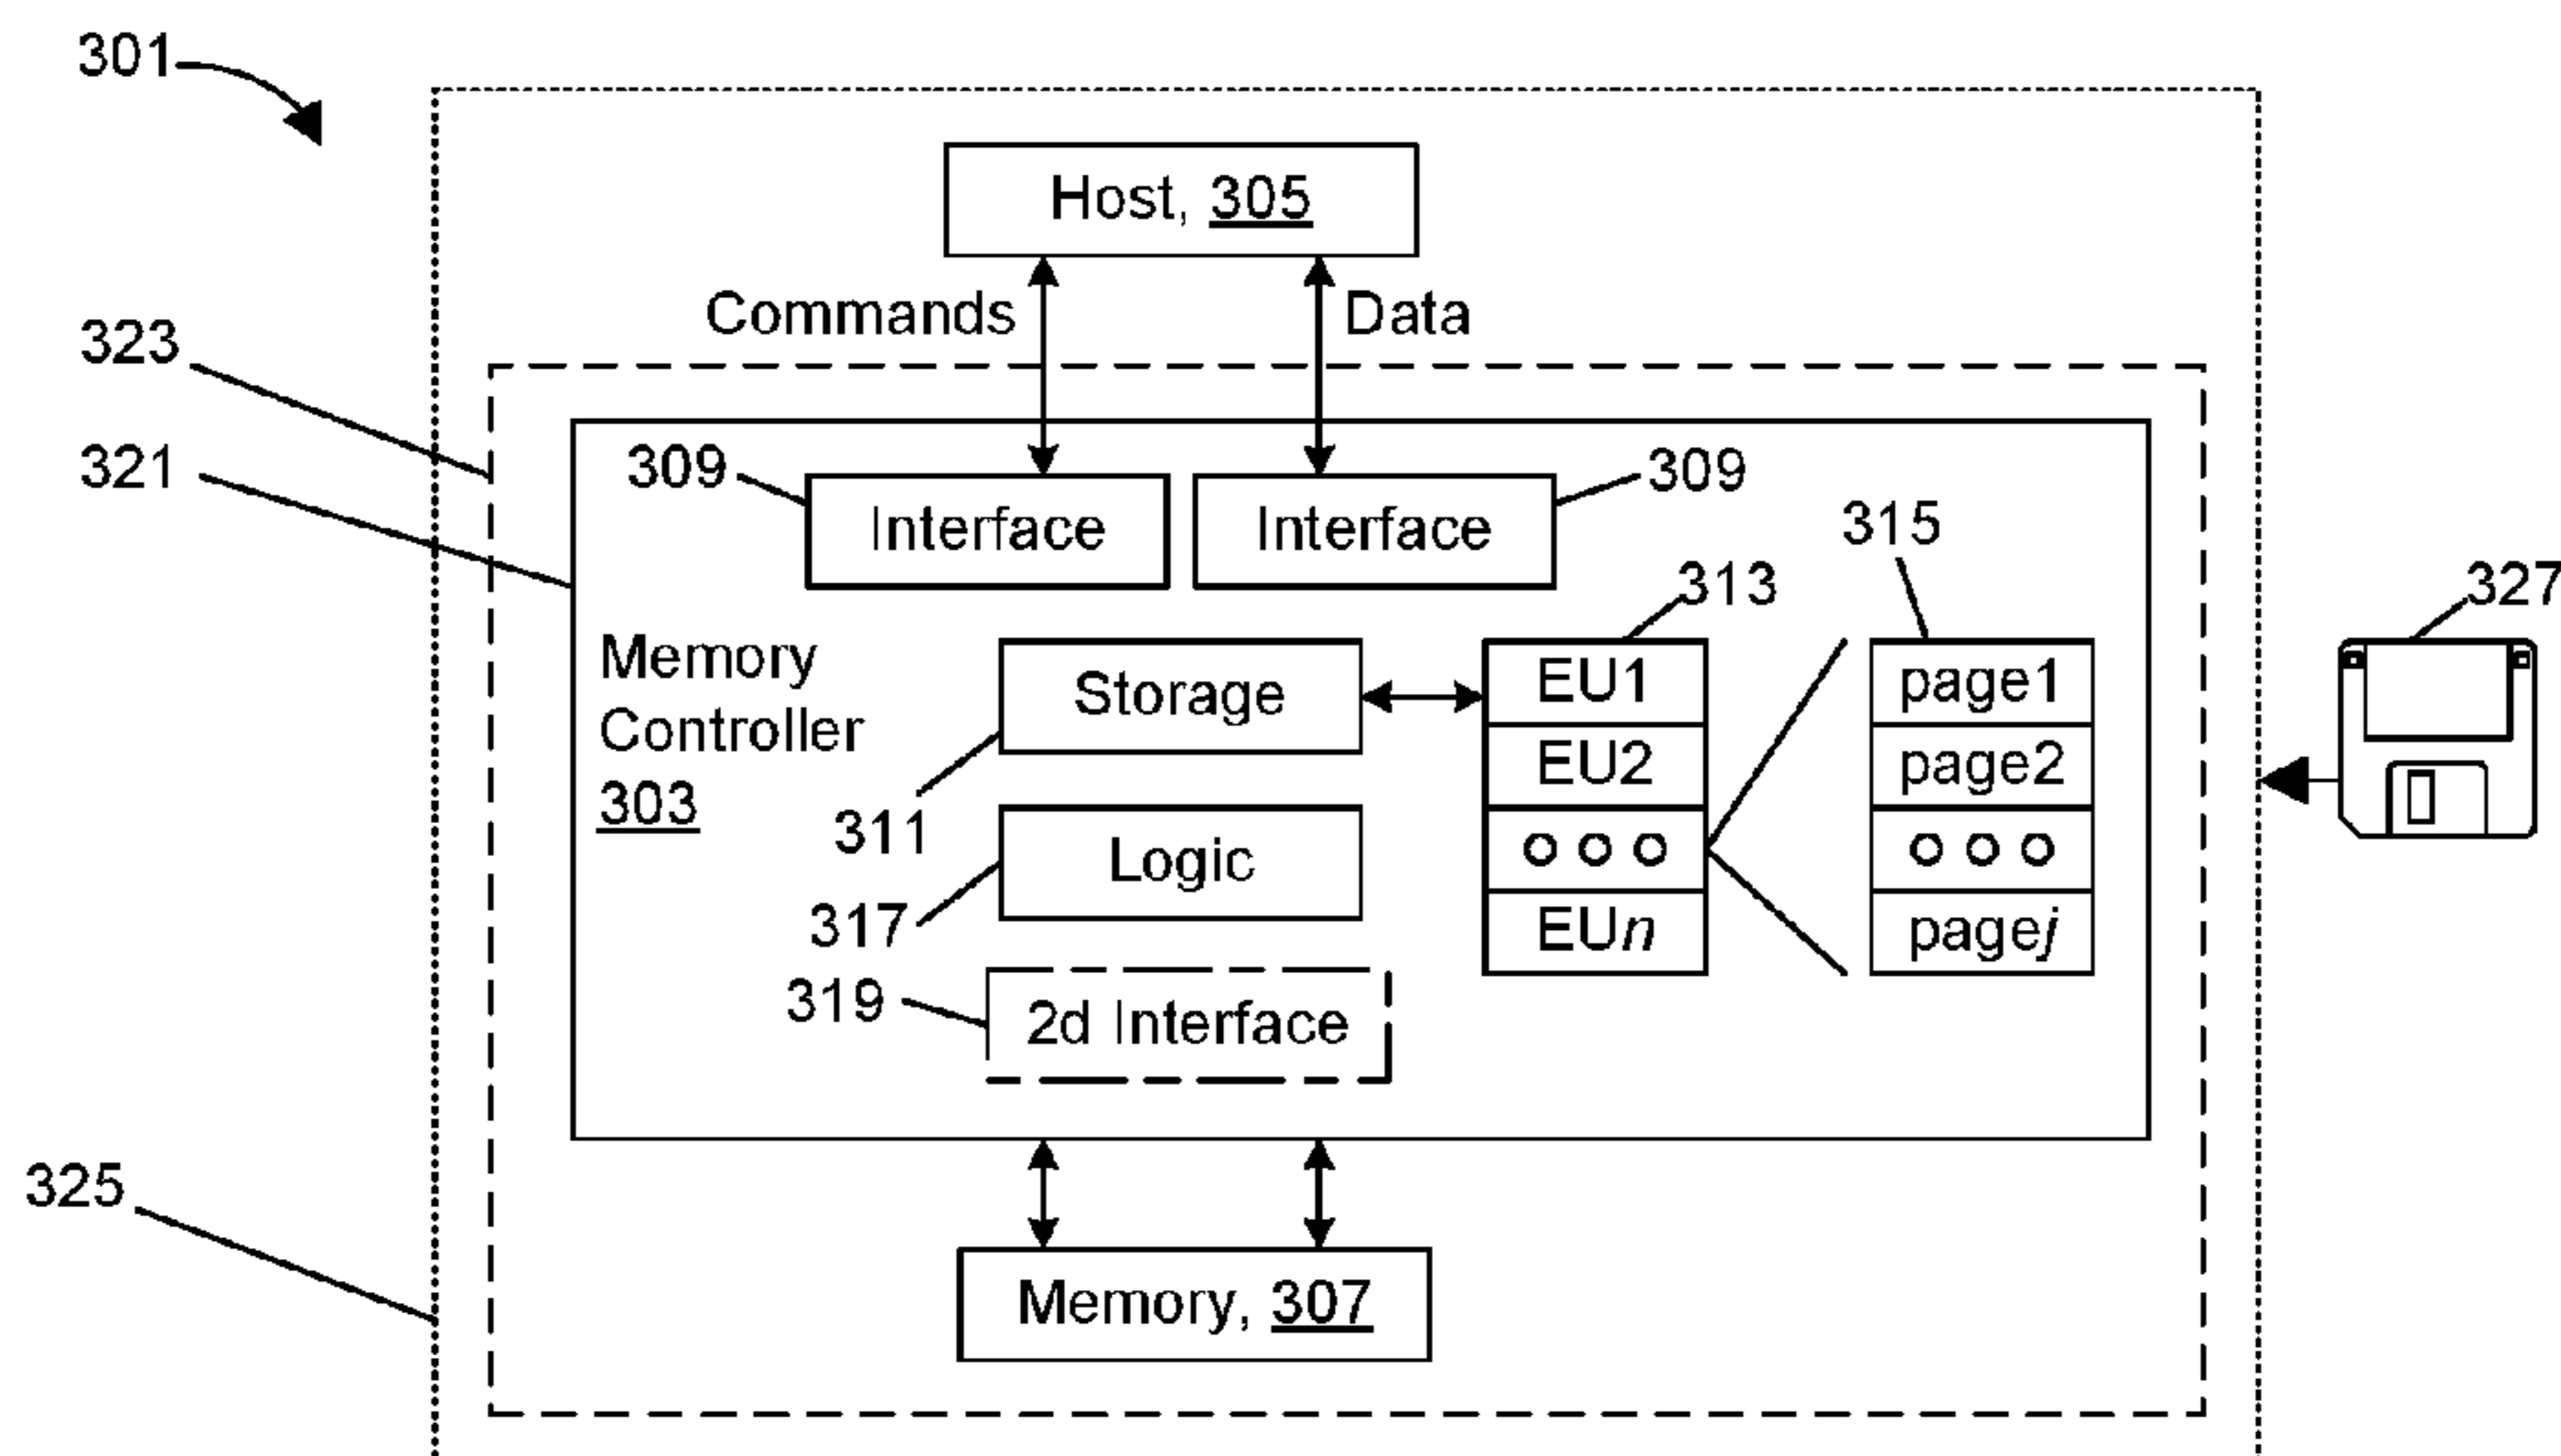 301
Host, 305
Commands
Data
323
321
309
Interface
Interface
309
315
313
327
Memory
Controller
303
Storage
311
EU1
EU2
EUn
page1
page2
pagej
Logic
317
319
2d Interface
325
Memory, 307